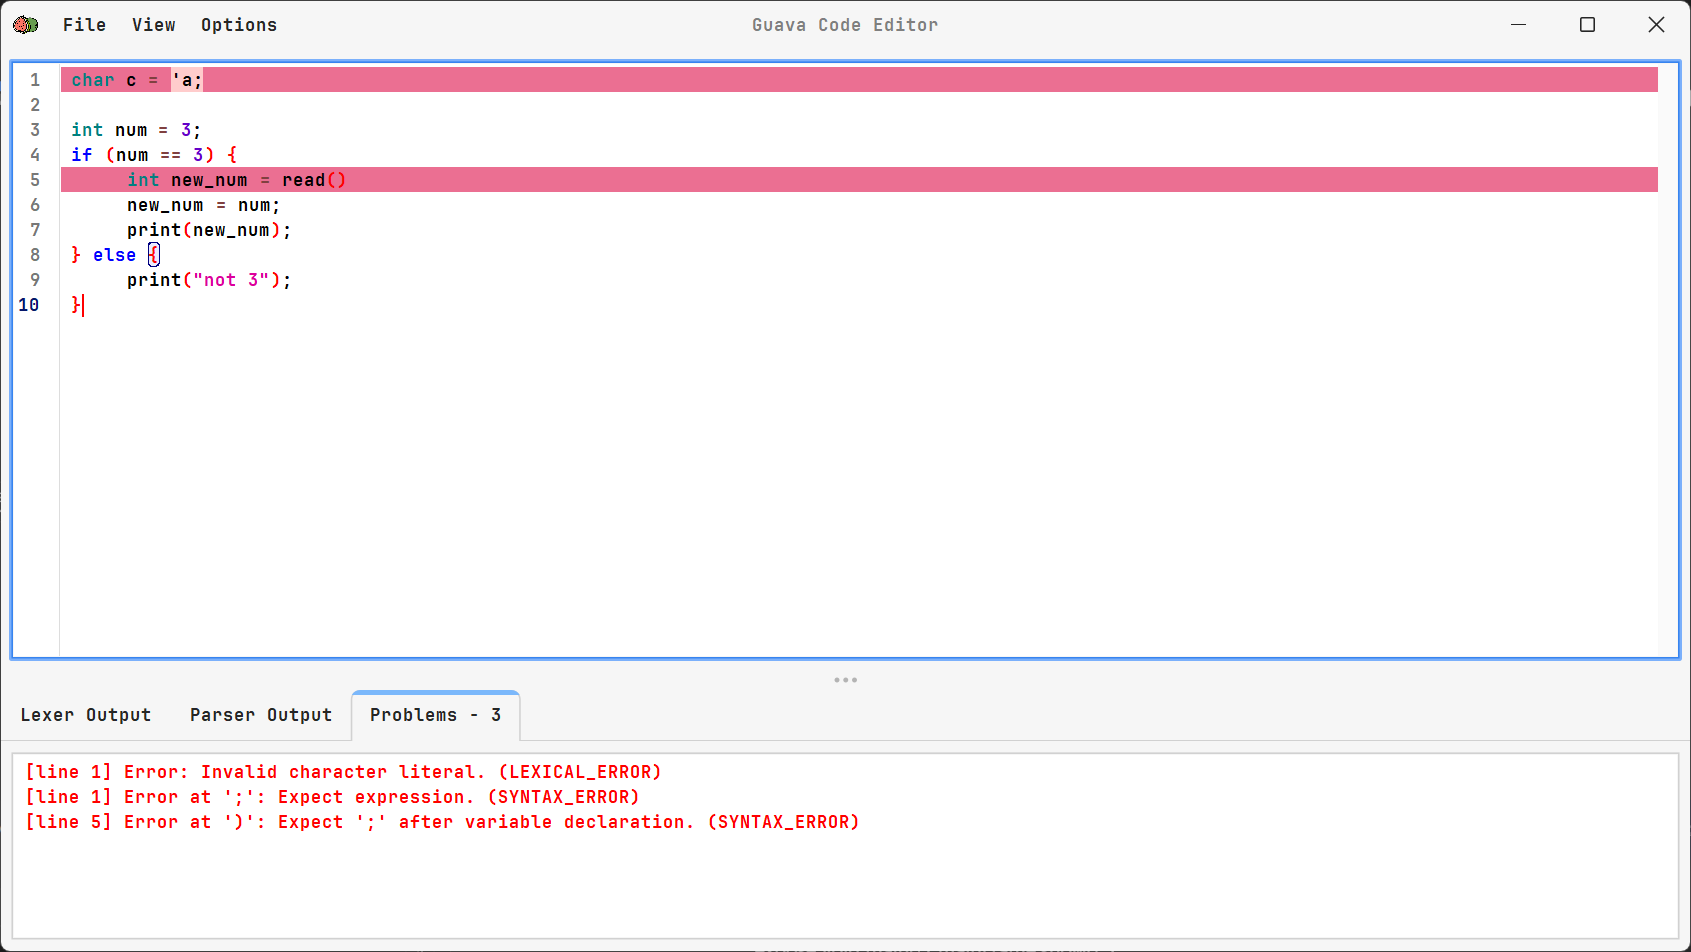 File View Options Guava Code Editor
1 char c = 'a;
2
3 int num = 3;
4 if (num == 3) {
5 int new_num = read()
6 new_num = num;
7 print(new_num);
8 } else {
9 print("not 3");
10 }
Lexer Output Parser Output Problems - 3
[line 1] Error: Invalid character literal. (LEXICAL_ERROR)
[line 1] Error at ';': Expect expression. (SYNTAX_ERROR)
[line 5] Error at ')': Expect ';' after variable declaration. (SYNTAX_ERROR)